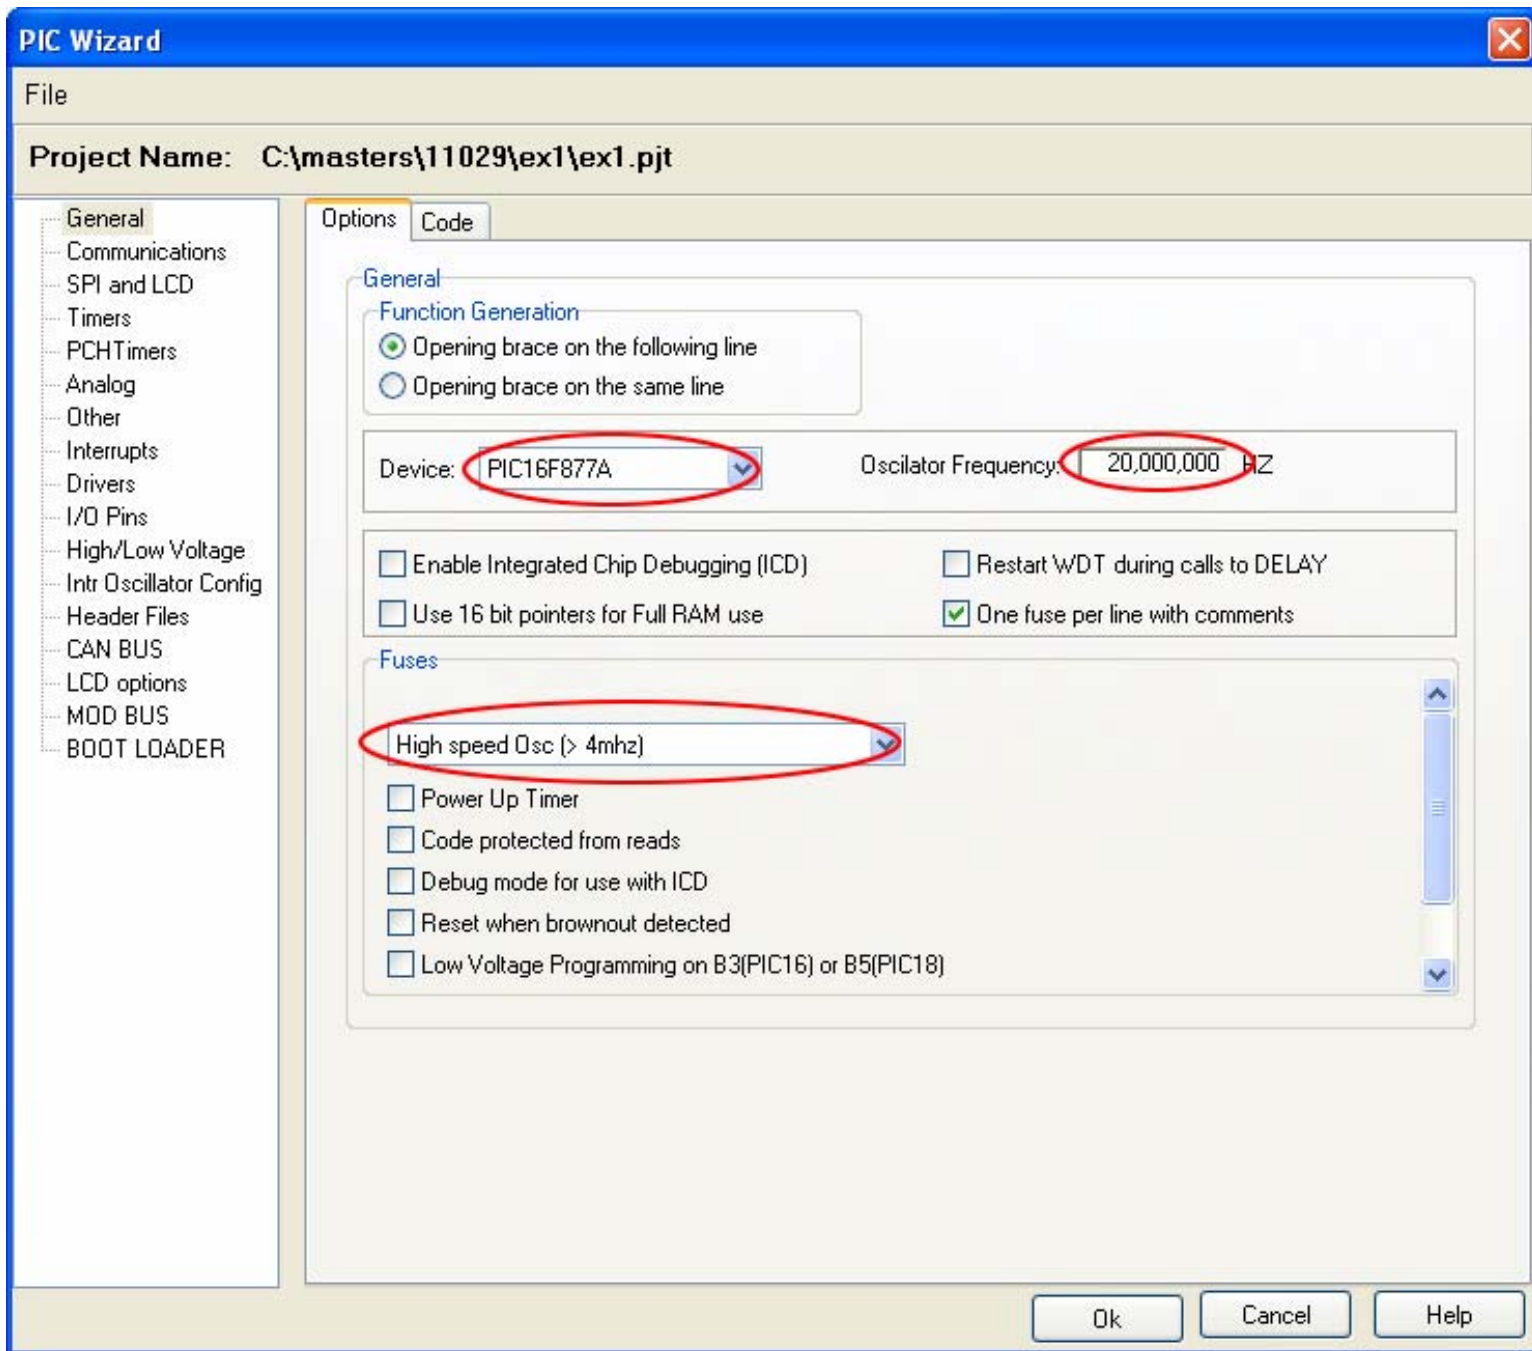 PIC Wizard
File
Project Name: C:\masters\11029\ex1\ex1.pjt
General
Communications
SPI and LCD
Timers
PCHTimers
Analog
Other
Interrupts
Drivers
I/O Pins
High/Low Voltage
Intr Oscillator Config
Header Files
CAN BUS
LCD options
MOD BUS
BOOT LOADER
Options
Code
General
Function Generation
Opening brace on the following line
Opening brace on the same line
Device: PIC16F877A
Oscilator Frequency: 20,000,000 HZ
Enable Integrated Chip Debugging (ICD)
Restart WDT during calls to DELAY
Use 16 bit pointers for Full RAM use
One fuse per line with comments
Fuses
High speed Osc (> 4mhz)
Power Up Timer
Code protected from reads
Debug mode for use with ICD
Reset when brownout detected
Low Voltage Programming on B3(PIC16) or B5(PIC18)
Ok
Cancel
Help